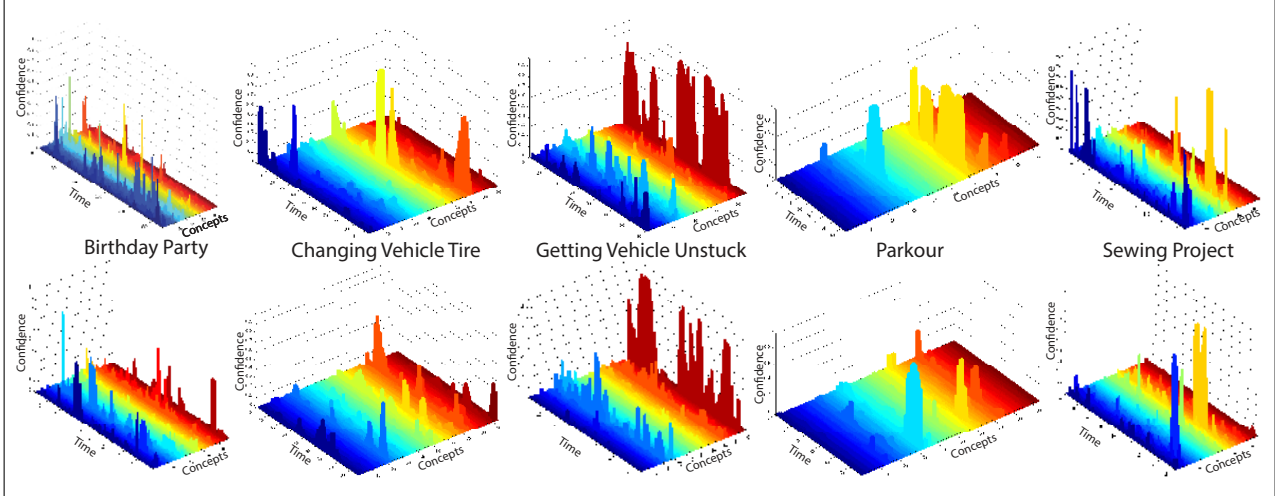 Confidence
Time
Concepts
Birthday Party
Confidence
Time
Concepts
Changing Vehicle Tire
Confidence
Time
Concepts
Getting Vehicle Unstuck
Confidence
Time
Concepts
Parkour
Confidence
Time
Concepts
Sewing Project
Confidence
Time
Concepts
Confidence
Time
Concepts
Confidence
Time
Concepts
Confidence
Time
Concepts
Confidence
Time
Concepts